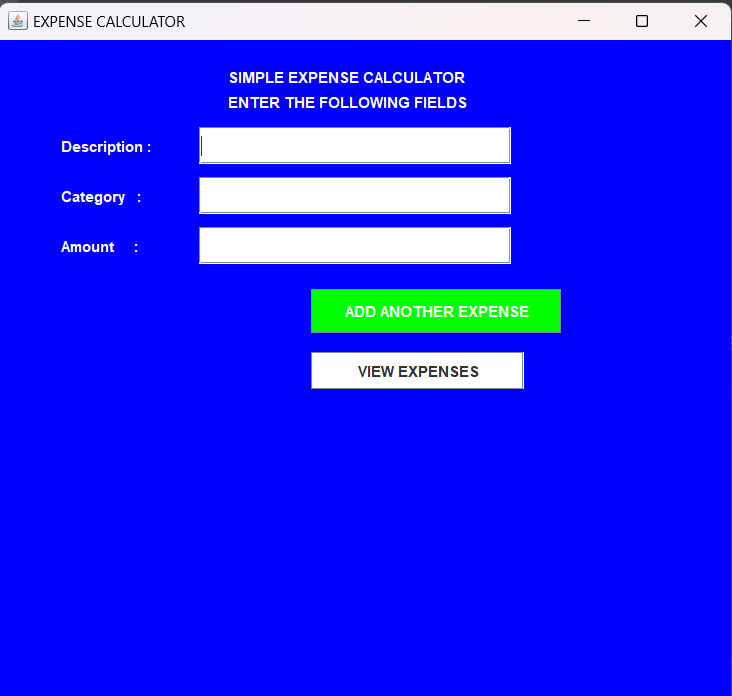 EXPENSE CALCULATOR
SIMPLE EXPENSE CALCULATOR
ENTER THE FOLLOWING FIELDS
Description :
Category :
Amount :
ADD ANOTHER EXPENSE
VIEW EXPENSES